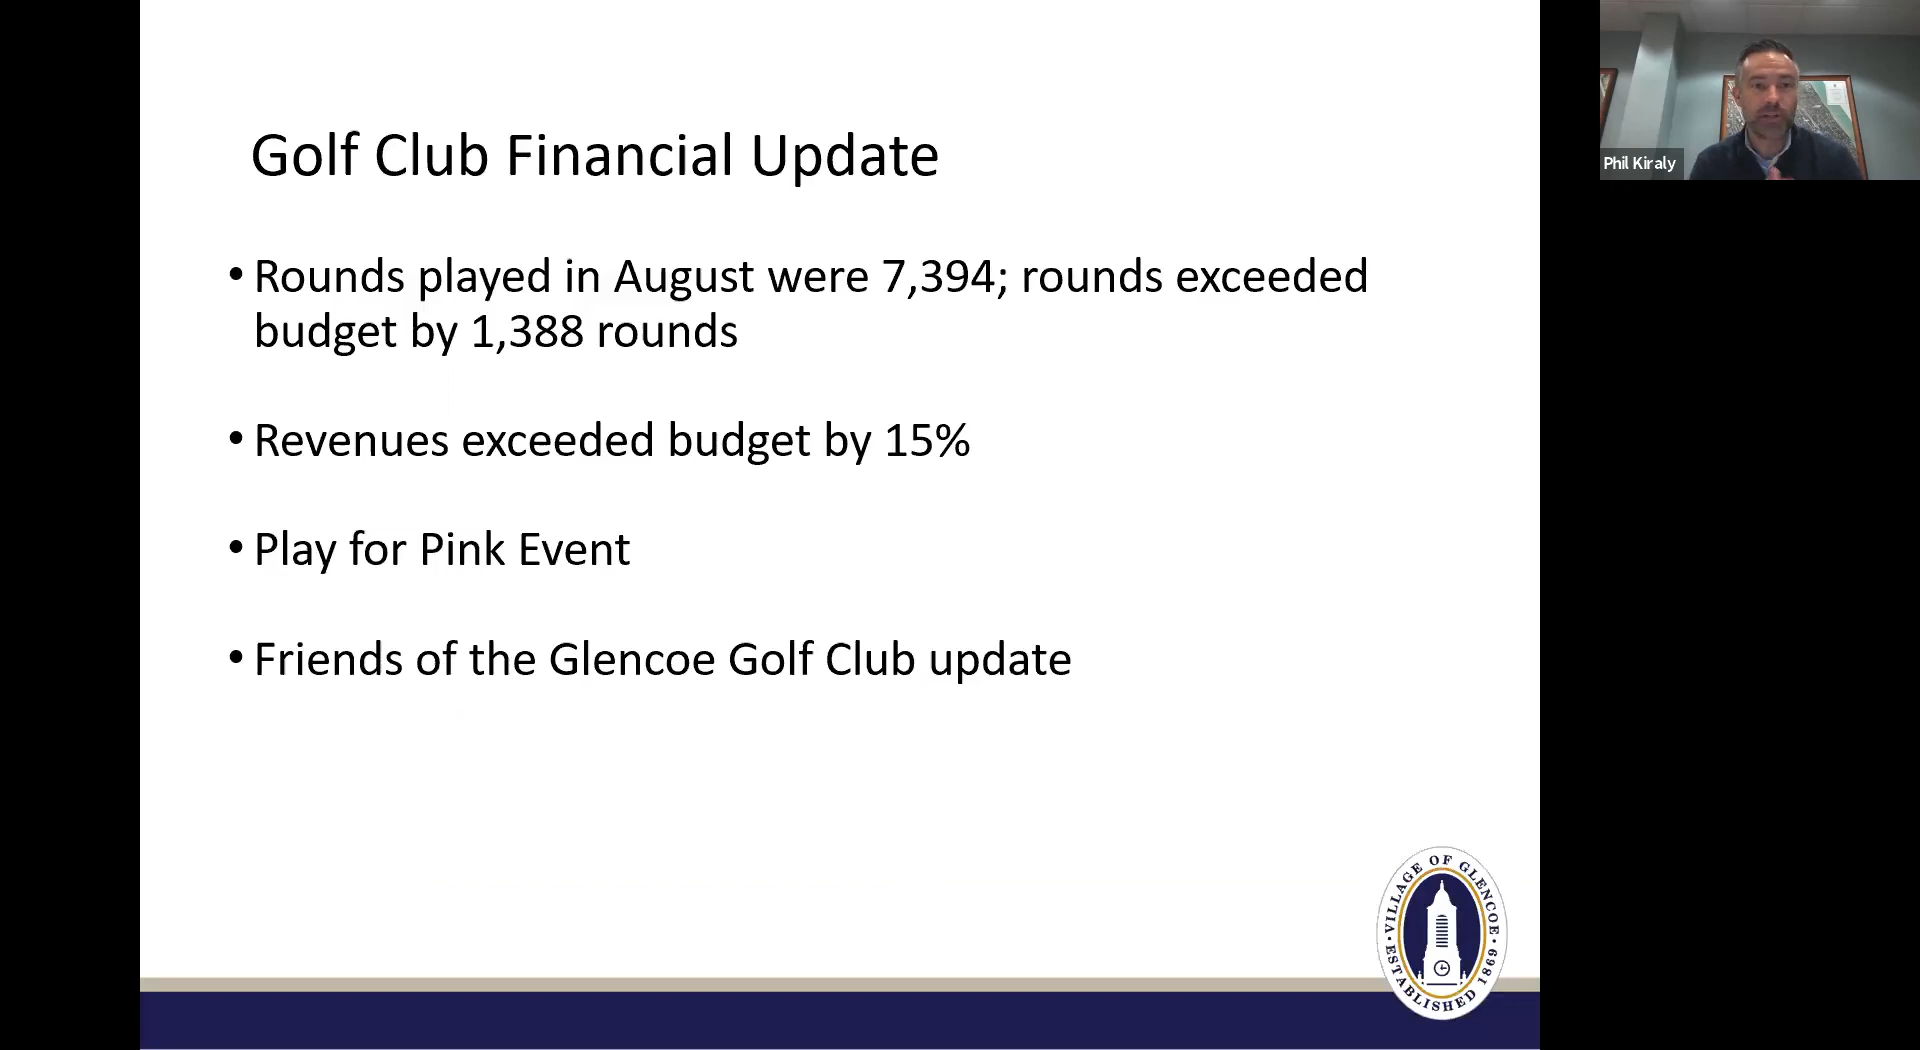 Golf Club Financial Update
• Rounds played in August were 7,394; rounds exceeded
budget by 1,388 rounds
• Revenues exceeded budget by 15%
• Play for Pink Event
• Friends of the Glencoe Golf Club update
Phil Kiraly
VILLAGE OF GLENCOE
ESTABLISHED 1869